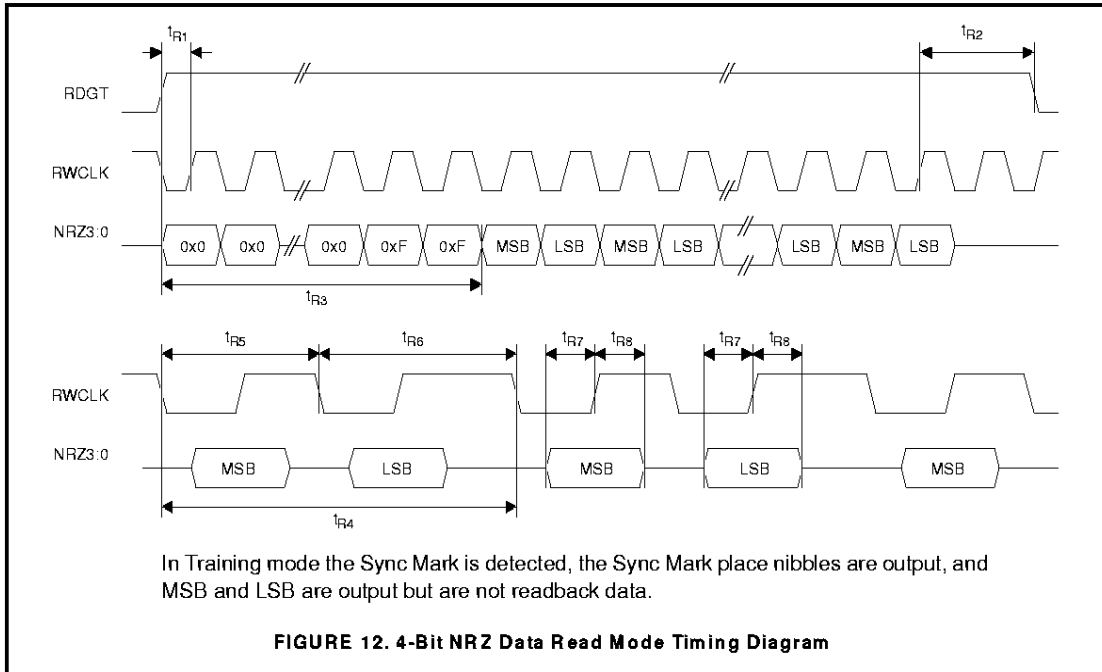 tR1
tR2
RDGT
RWCLK
NRZ3:0
0x0 0x0 0x0 0xF 0xF MSB LSB MSB LSB LSB MSB LSB
tR3
tR5 tR6 tR7 tR8 tR7 tR8
RWCLK
NRZ3:0
MSB LSB MSB LSB MSB
tR4
In Training mode the Sync Mark is detected, the Sync Mark place nibbles are output, and
MSB and LSB are output but are not readback data.
FIGURE 12. 4-Bit NRZ Data Read Mode Timing Diagram